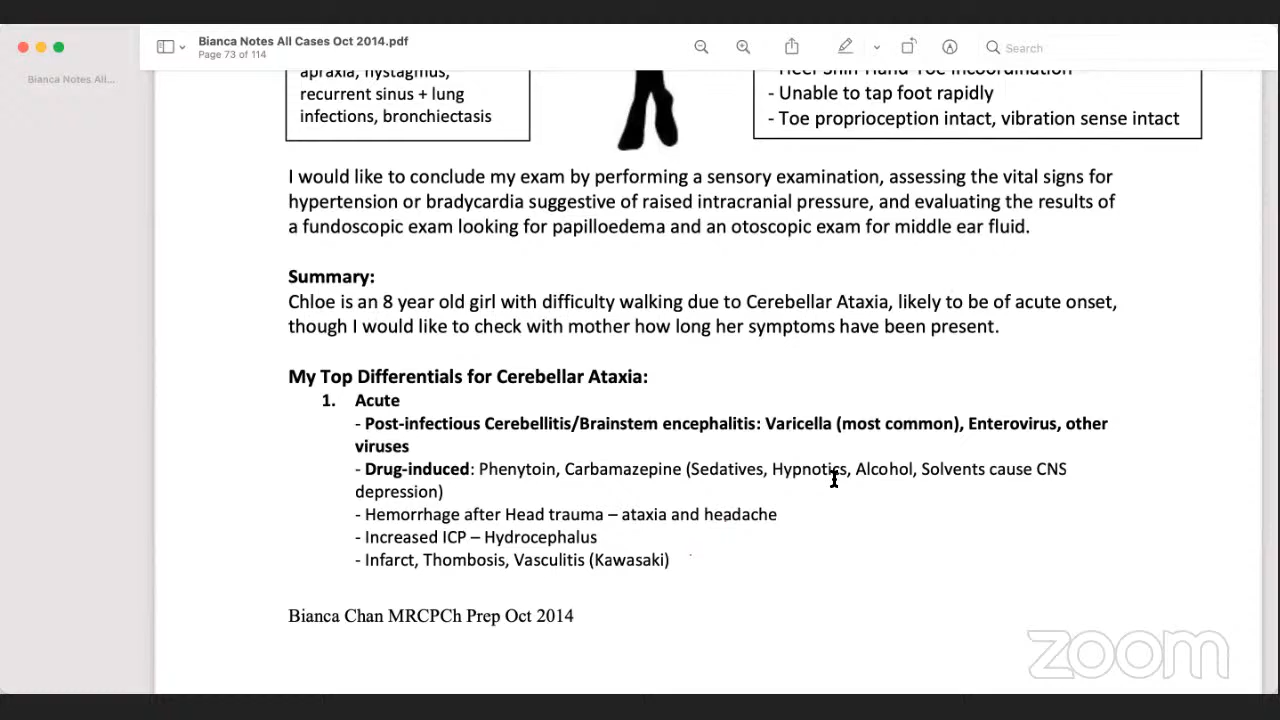 Bianca Notes All Cases Oct 2014.pdf
Page 73 of 114
Search
Bianca Notes All...
apraxia, nystagmus,
recurrent sinus + lung
infections, bronchiectasis
- Heel Shin Hand Toe Incoordination
- Unable to tap foot rapidly
- Toe proprioception intact, vibration sense intact
I would like to conclude my exam by performing a sensory examination, assessing the vital signs for
hypertension or bradycardia suggestive of raised intracranial pressure, and evaluating the results of
a fundoscopic exam looking for papilloedema and an otoscopic exam for middle ear fluid.
Summary:
Chloe is an 8 year old girl with difficulty walking due to Cerebellar Ataxia, likely to be of acute onset,
though I would like to check with mother how long her symptoms have been present.
My Top Differentials for Cerebellar Ataxia:
1. Acute
- Post-infectious Cerebellitis/Brainstem encephalitis: Varicella (most common), Enterovirus, other
viruses
- Drug-induced: Phenytoin, Carbamazepine (Sedatives, Hypnotics, Alcohol, Solvents cause CNS
depression)
- Hemorrhage after Head trauma – ataxia and headache
- Increased ICP – Hydrocephalus
- Infarct, Thombosis, Vasculitis (Kawasaki)
Bianca Chan MRCPCh Prep Oct 2014
zoom